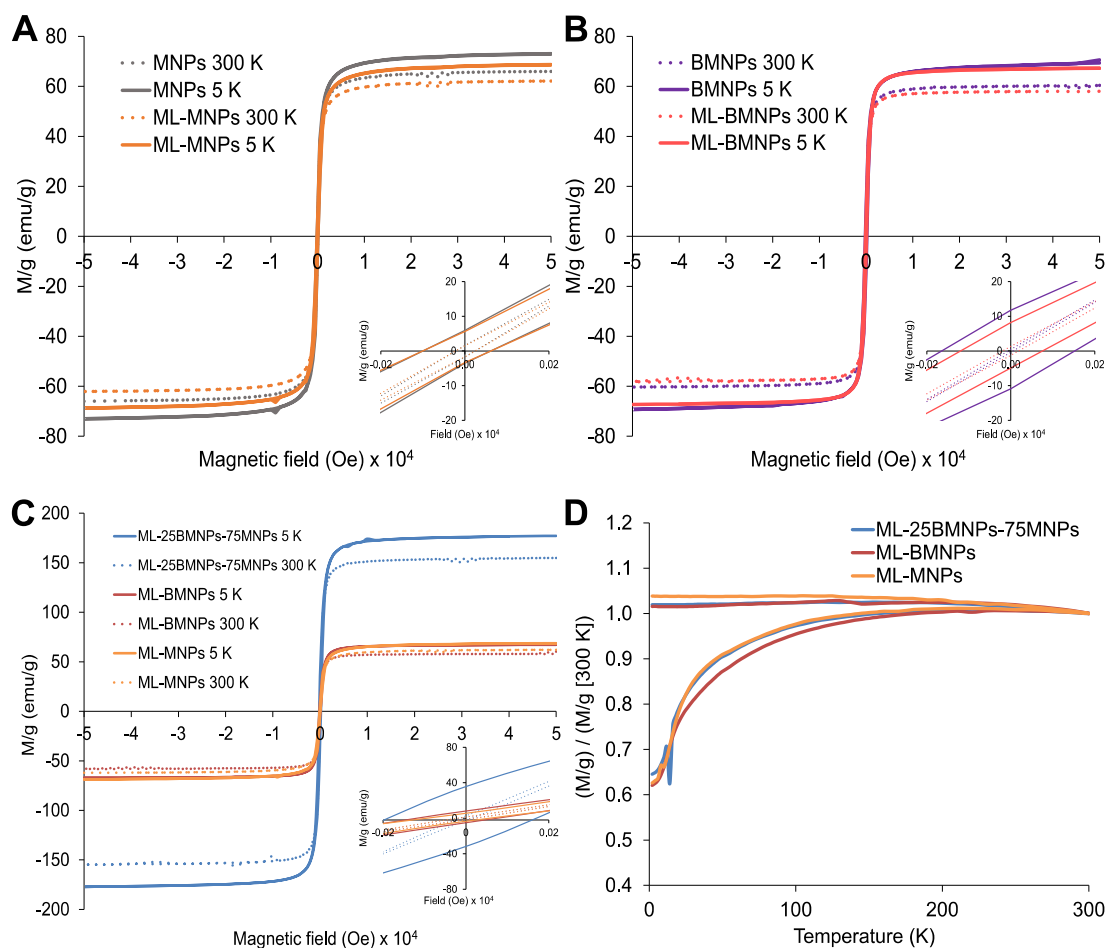 A
MNPs 300 K
MNPs 5 K
ML-MNPs 300 K
ML-MNPs 5 K
M/g (emu/g)
80
60
40
20
0
-20
-40
-60
-80
-5 -4 -3 -2 -1 0 1 2 3 4 5
Magnetic field (Oe) x 10⁴
M/g (emu/g)
20
10
0
-10
-20
-0,02 0 0,02
Field (Oe) x 10⁴
B
BMNPs 300 K
BMNPs 5 K
ML-BMNPs 300 K
ML-BMNPs 5 K
M/g (emu/g)
80
60
40
20
0
-20
-40
-60
-80
-5 -4 -3 -2 -1 0 1 2 3 4 5
Magnetic field (Oe) x 10⁴
M/g (emu/g)
20
10
0
-10
-20
-0,02 0 0,02
Field (Oe) x 10⁴
C
ML-25BMNPs-75MNPs 5 K
ML-25BMNPs-75MNPs 300 K
ML-BMNPs 5 K
ML-BMNPs 300 K
ML-MNPs 5 K
ML-MNPs 300 K
M/g (emu/g)
200
150
100
50
0
-50
-100
-150
-200
-5 -4 -3 -2 -1 0 1 2 3 4 5
Magnetic field (Oe) x 10⁴
M/g (emu/g)
80
40
0
-40
-80
-0,02 0 0,02
Field (Oe) x 10⁴
D
ML-25BMNPs-75MNPs
ML-BMNPs
ML-MNPs
(M/g) / (M/g [300 K])
1.2
1.1
1.0
0.9
0.8
0.7
0.6
0.5
0.4
0 100 200 300
Temperature (K)